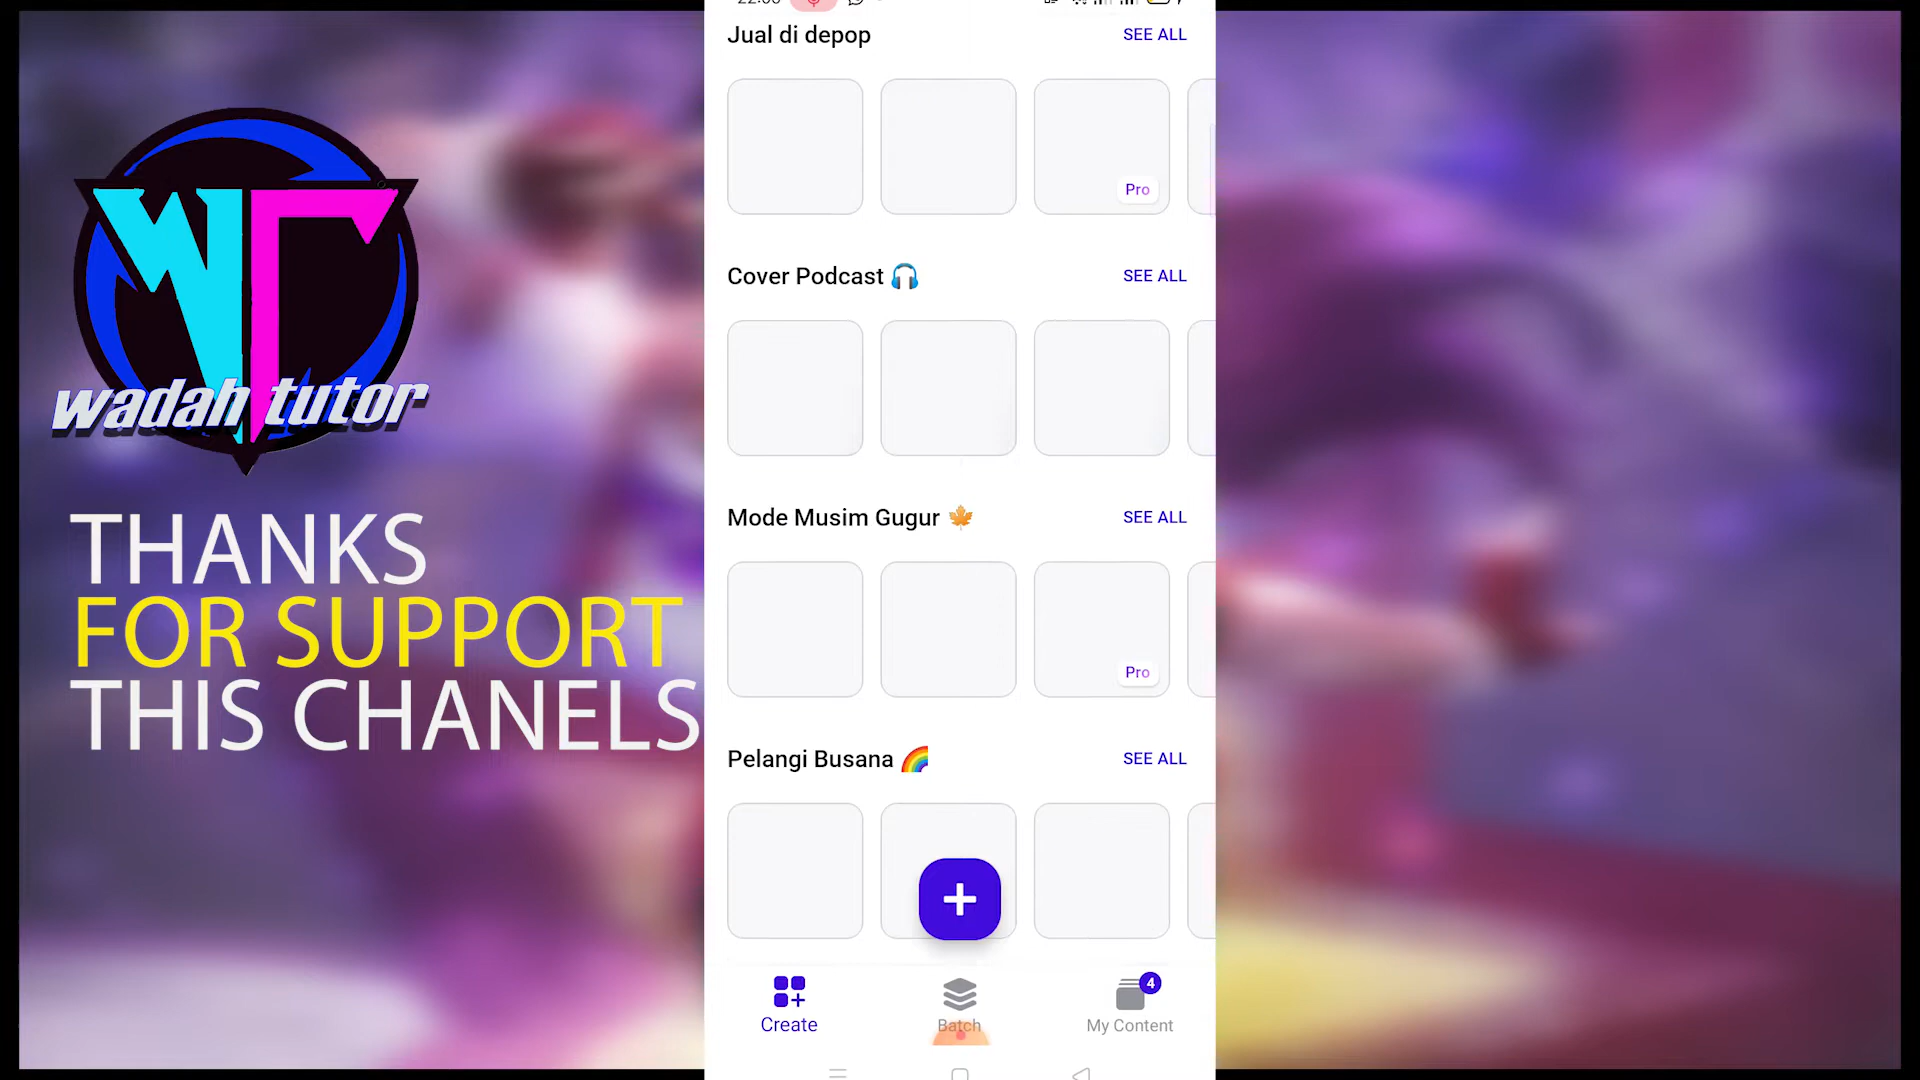 WT
wadah tutor
THANKS
FOR SUPPORT
THIS CHANELS
Jual di depop
SEE ALL
Pro
Cover Podcast
SEE ALL
Mode Musim Gugur
SEE ALL
Pro
Pelangi Busana
SEE ALL
Create
Batch
4
My Content